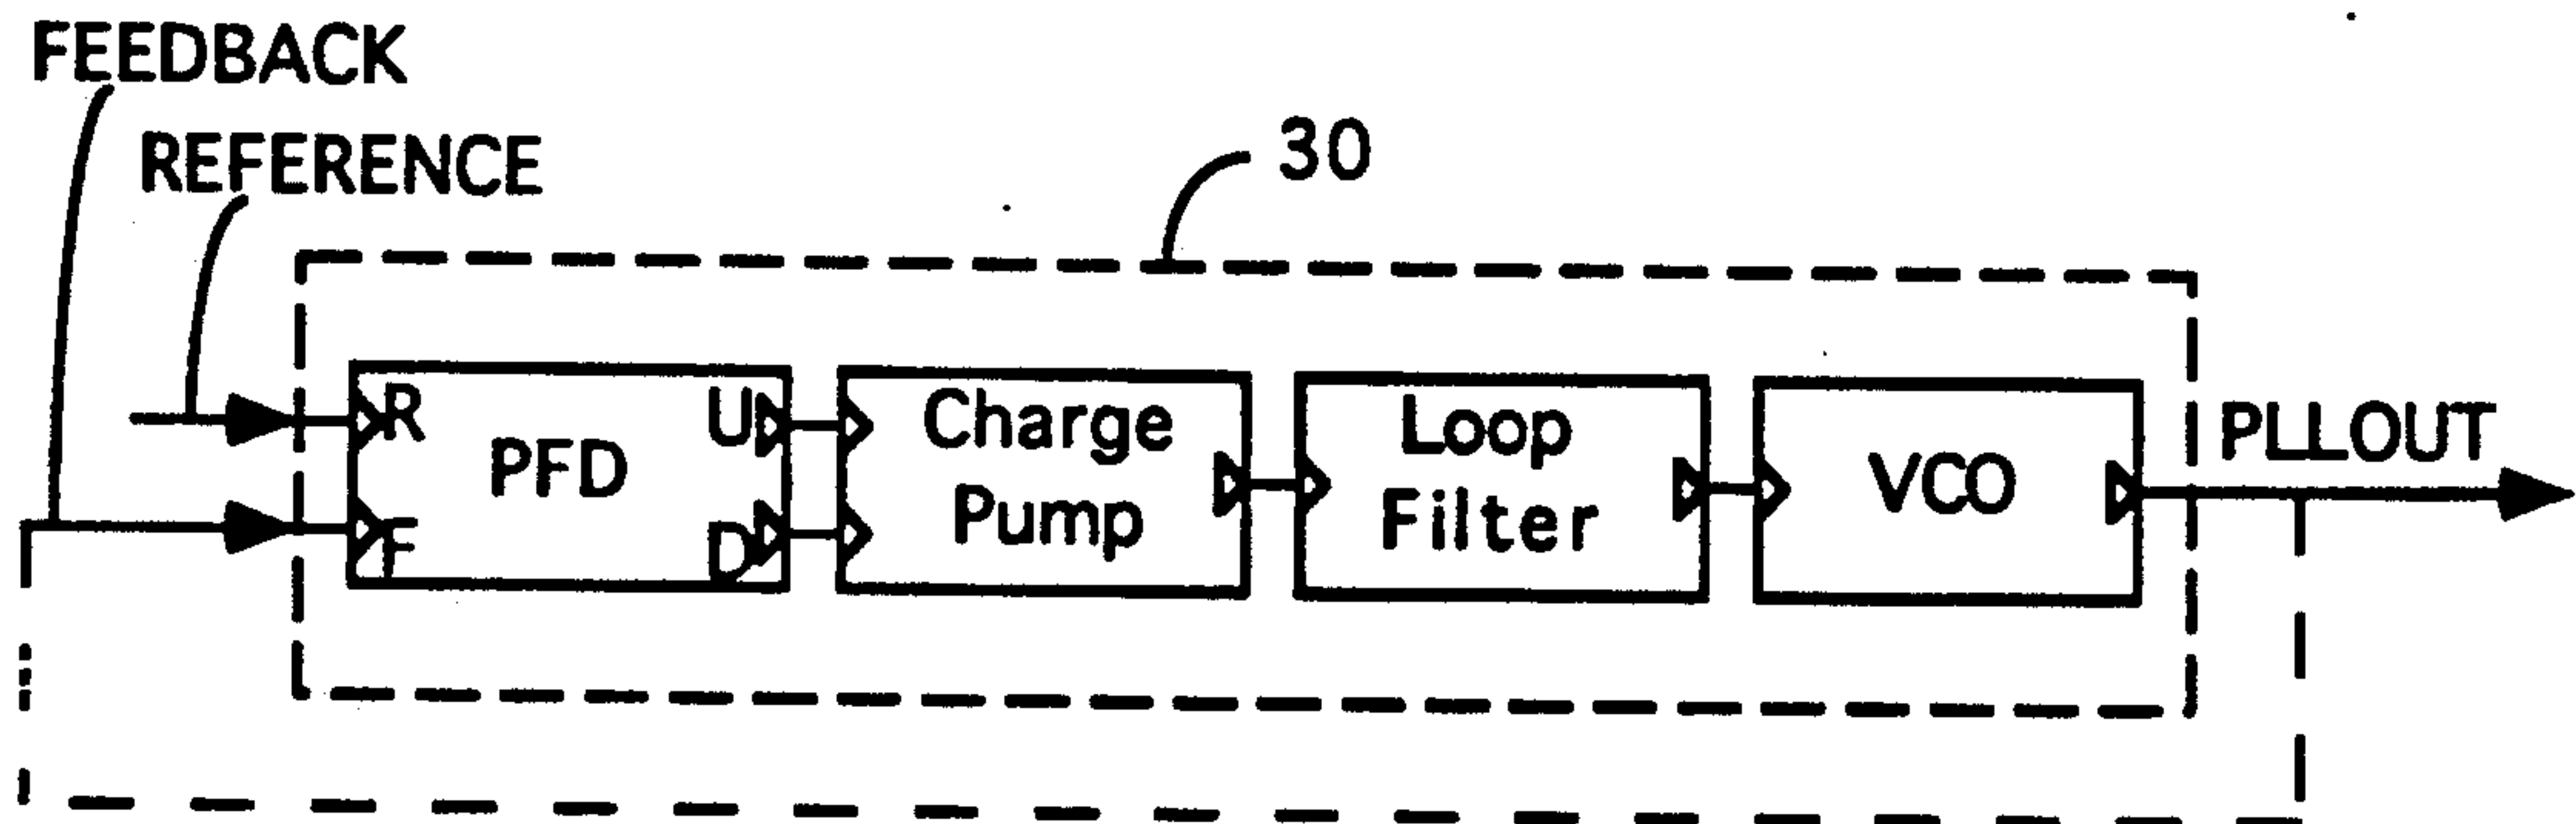 FEEDBACK
REFERENCE
30
R
F
PFD
U
D
Charge
Pump
Loop
Filter
VCO
PLLOUT